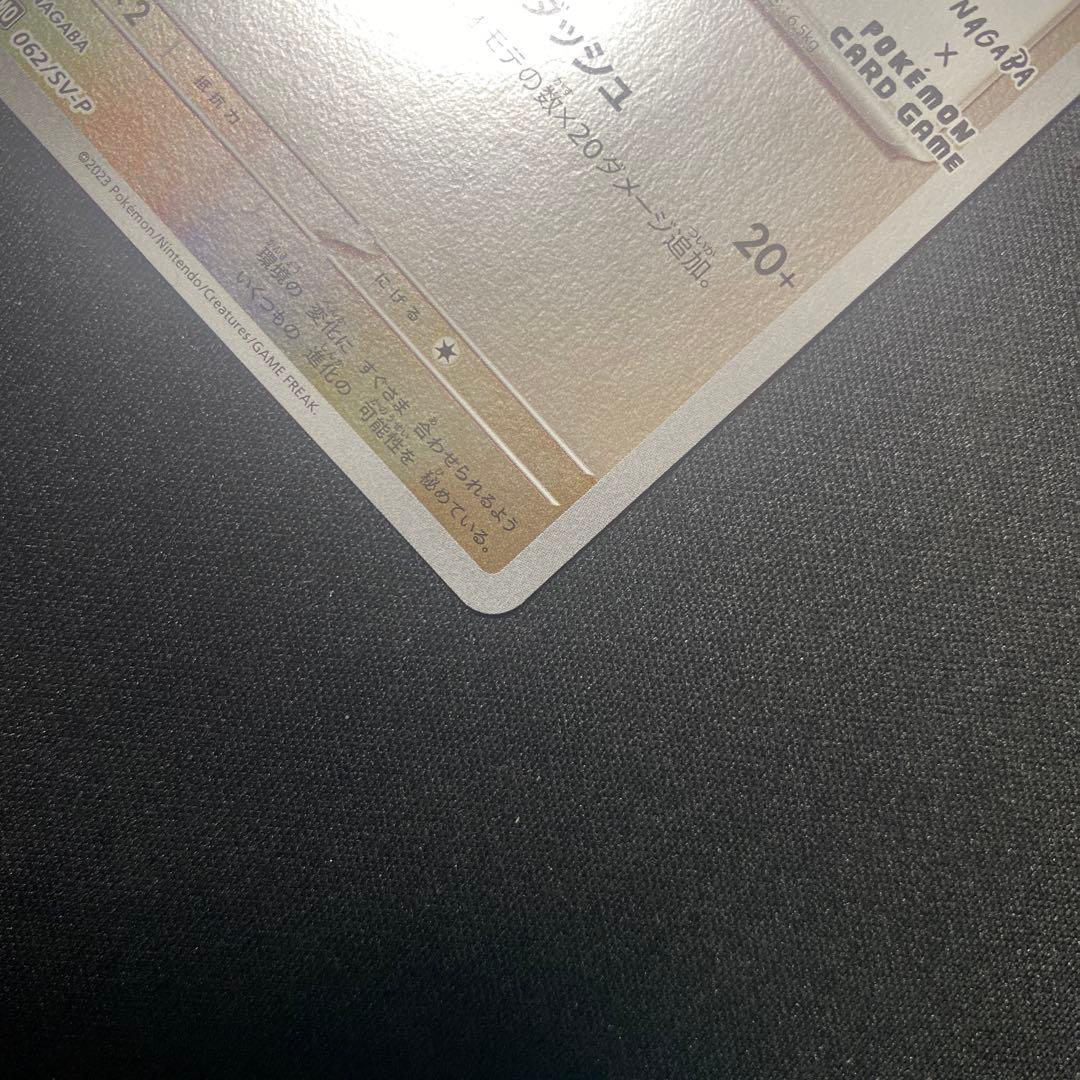 6.5kg
NAGABA
×
POKÉMON
CARD GAME
ダッシュ
20+
モテの数×20ダメージ追加。
×2
抵抗力
にげる
NAGABA
062/SV-P
環境の 変化に すぐさま 合わせられるよう
いくつもの 進化の 可能性を 秘めている。
©2023 Pokémon/Nintendo/Creatures/GAME FREAK.